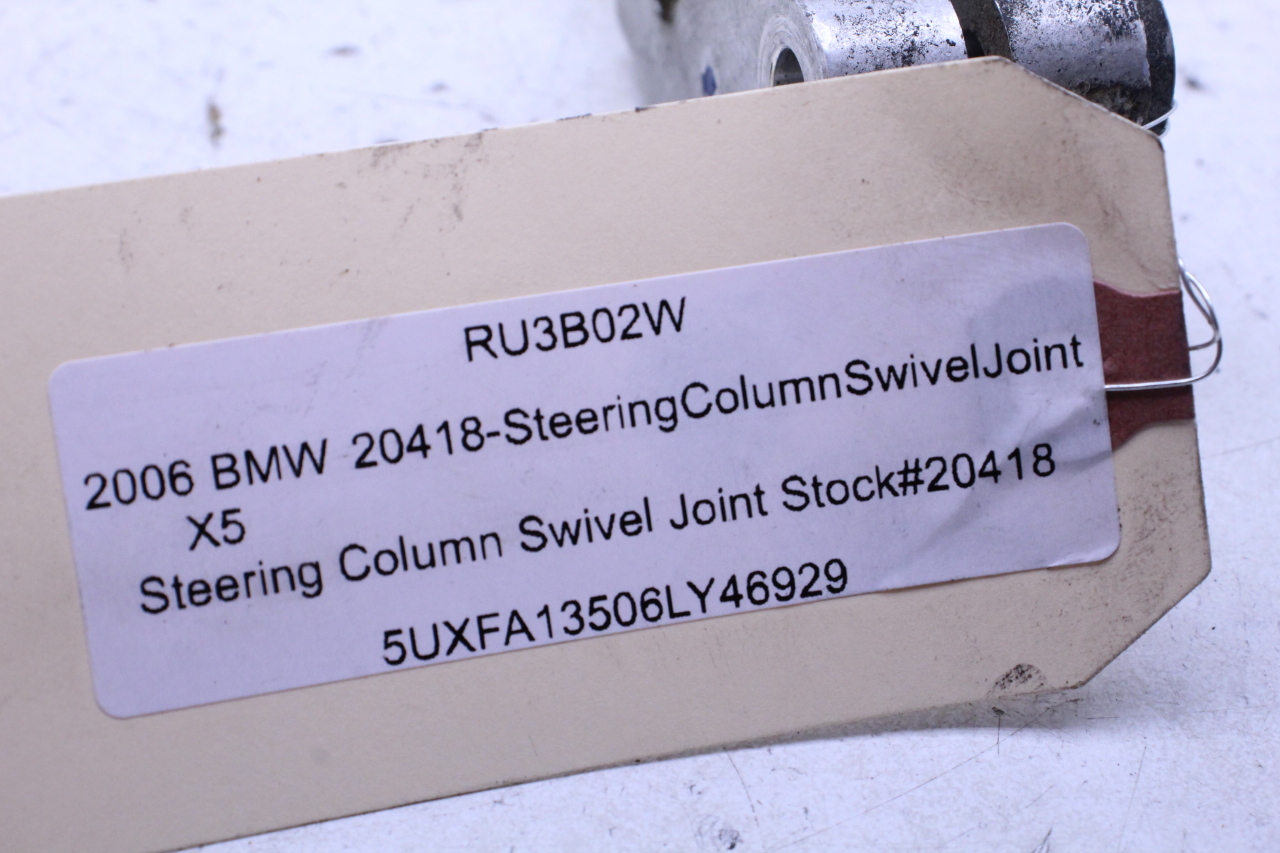 RU3B02W
2006 BMW 20418-SteeringColumnSwivelJoint
X5
Steering Column Swivel Joint Stock#20418
5UXFA13506LY46929